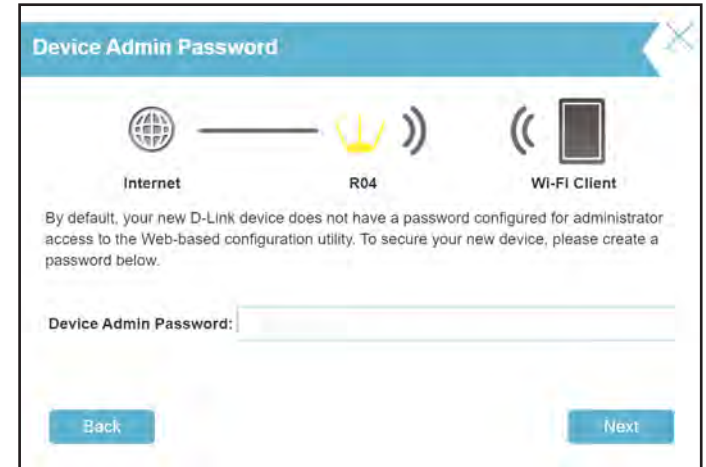 Device Admin Password
Internet
R04
Wi-Fi Client
By default, your new D-Link device does not have a password configured for administrator
access to the Web-based configuration utility. To secure your new device, please create a
password below.
Device Admin Password:
Back
Next